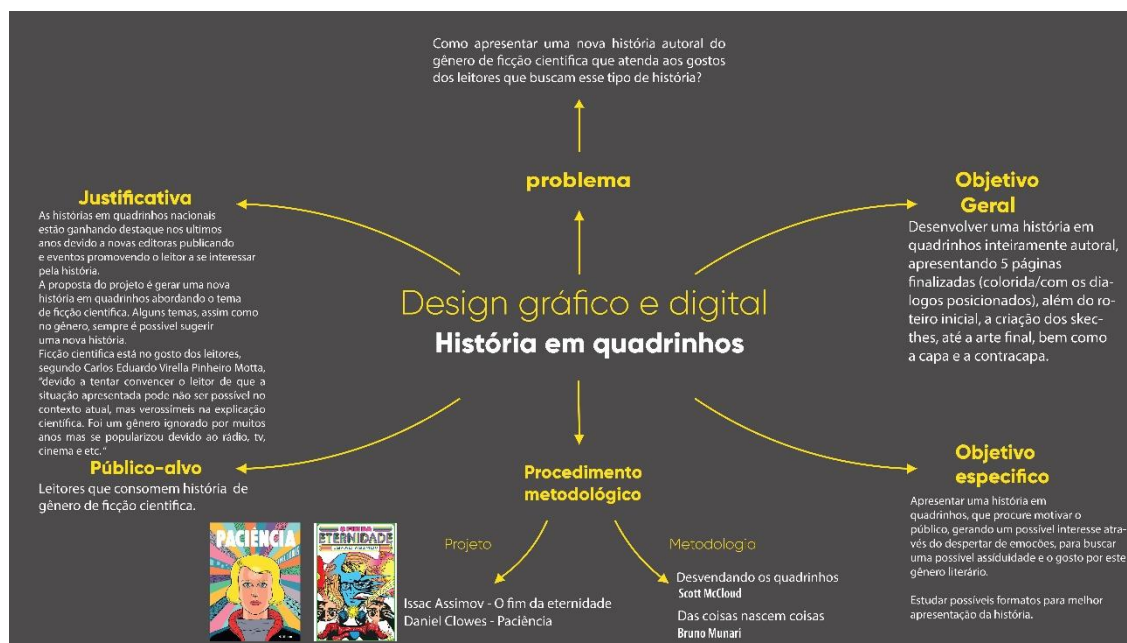 Como apresentar uma nova história autoral do
gênero de ficção cientifica que atenda aos gostos
dos leitores que buscam esse tipo de história?
problema
Justificativa
As histórias em quadrinhos nacionais
estão ganhando destaque nos ultimos
anos devido a novas editoras publicando
e eventos promovendo o leitor a se interessar
pela história.
A proposta do projeto é gerar uma nova
história em quadrinhos abordando o tema
de ficção cientifica. Alguns temas, assim como
no gênero, sempre é possivel sugerir
uma nova história.
Ficção cientifica está no gosto dos leitores,
segundo Carlos Eduardo Virella Pinheiro Motta,
"devido a tentar convencer o leitor de que a
situação apresentada pode não ser possível no
contexto atual, mas verossímeis na explicação
científica. Foi um gênero ignorado por muitos
anos mas se popularizou devido ao rádio, tv,
cinema e etc."
Objetivo
Geral
Desenvolver uma história em
quadrinhos inteiramente autoral,
apresentando 5 páginas
finalizadas (colorida/com os dia-
logos posicionados), além do ro-
teiro inicial, a criação dos skec-
thes, até a arte final, bem como
a capa e a contracapa.
Design gráfico e digital
História em quadrinhos
Público-alvo
Leitores que consomem história de
gênero de ficção cientifica.
Procedimento
metodológico
Projeto
PACIÊNCIA
O FIM DA
ETERNIDADE
Issac Assimov - O fim da eternidade
Daniel Clowes - Paciência
Metodologia
Desvendando os quadrinhos
Scott McCloud
Das coisas nascem coisas
Bruno Munari
Objetivo
especifico
Apresentar uma história em
quadrinhos, que procure motivar o
público, gerando um possível interesse atra-
vés do despertar de emocões, para buscar
uma possível assíduidade e o gosto por este
gênero literário.
Estudar possíveis formatos para melhor
apresentação da história.